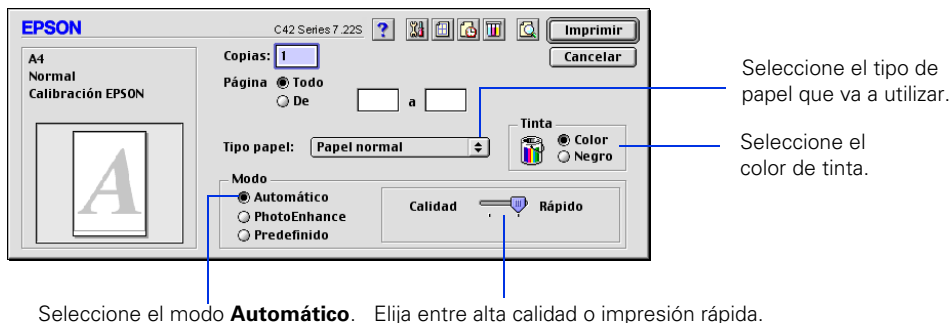 EPSON
C42 Series 7.22S
?
Imprimir
A4
Normal
Calibración EPSON
Copias: 1
Cancelar
Página Todo
De a
Tipo papel: Papel normal
Tinta
Color
Negro
Modo
Automático
PhotoEnhance
Predefinido
Calidad Rápido
A
Seleccione el tipo de
papel que va a utilizar.
Seleccione el
color de tinta.
Seleccione el modo Automático.
Elija entre alta calidad o impresión rápida.